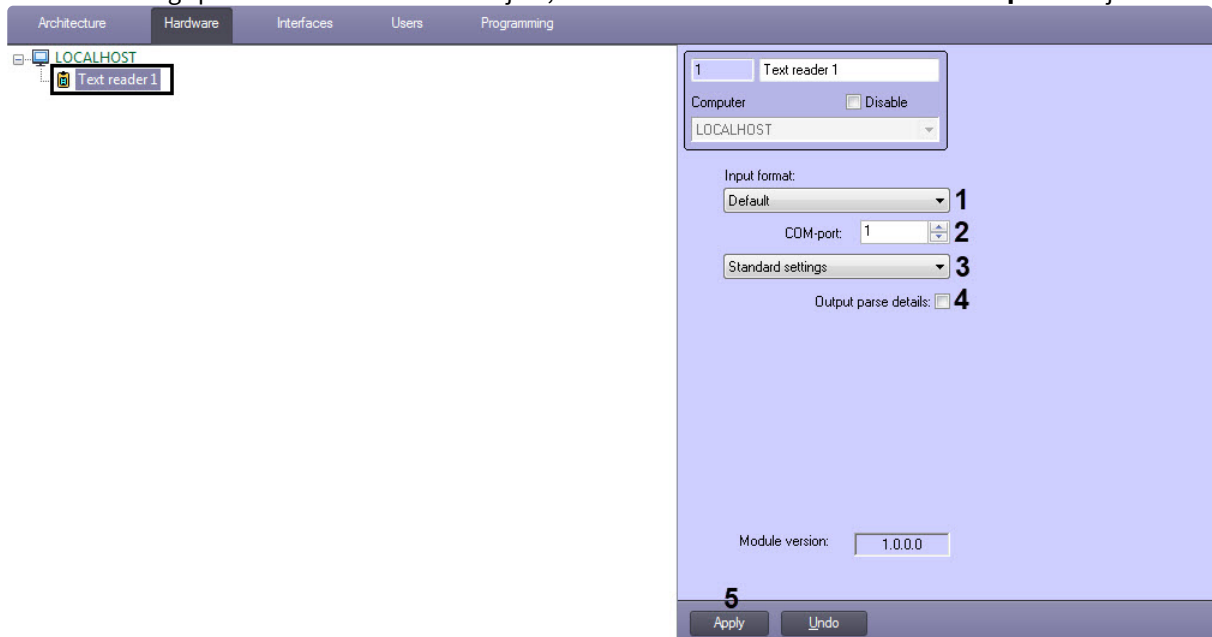 Architecture Hardware Interfaces Users Programming
LOCALHOST
Text reader 1
1 Text reader 1
Computer Disable
LOCALHOST
Input format:
Default 1
COM-port: 1 2
Standard settings 3
Output parse details: 4
Module version: 1.0.0.0
5
Apply Undo